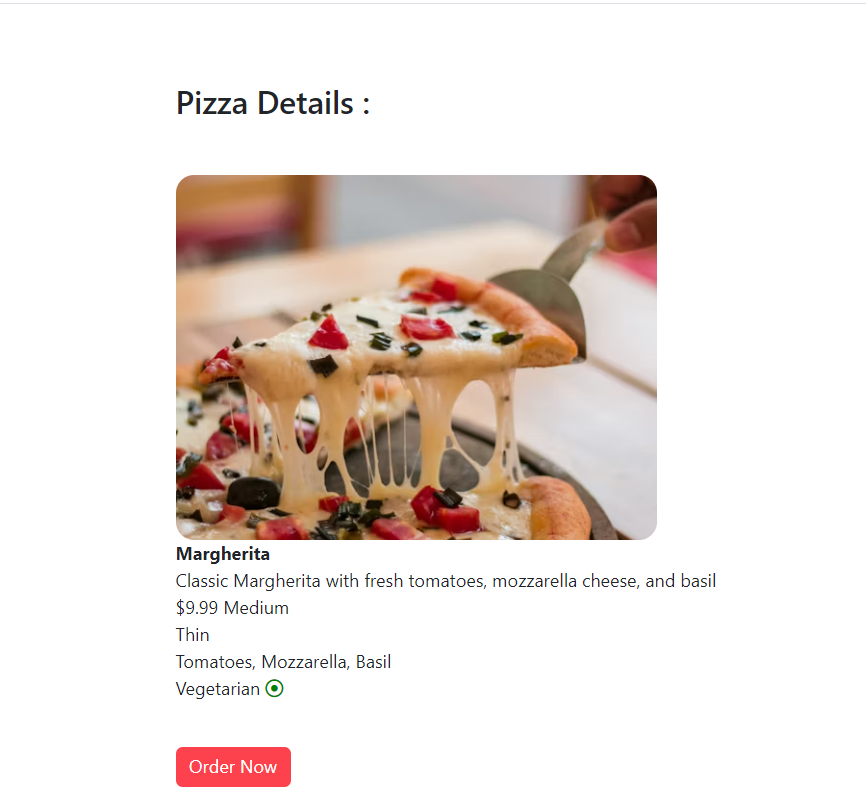 Pizza Details :
Margherita
Classic Margherita with fresh tomatoes, mozzarella cheese, and basil
$9.99 Medium
Thin
Tomatoes, Mozzarella, Basil
Vegetarian
Order Now